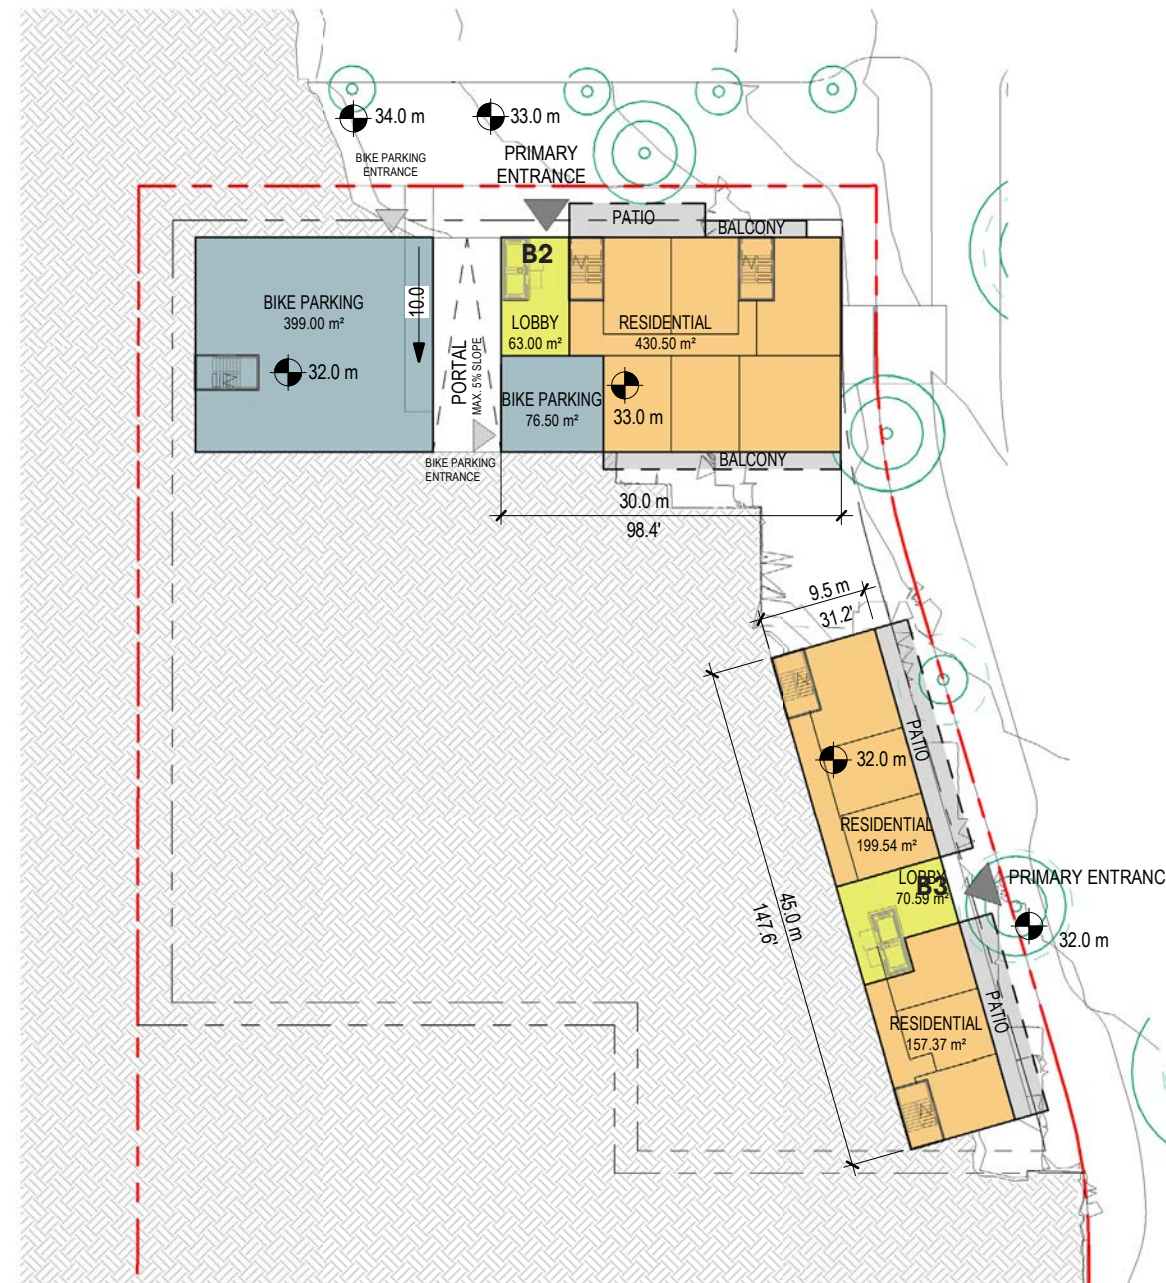 34.0 m
33.0 m
BIKE PARKING
ENTRANCE
PRIMARY
ENTRANCE
PATIO
BALCONY
B2
BIKE PARKING
399.00 m²
10.0
LOBBY
63.00 m²
RESIDENTIAL
430.50 m²
32.0 m
PORTAL
MAX. 5% SLOPE
BIKE PARKING
76.50 m²
33.0 m
BIKE PARKING
ENTRANCE
BALCONY
30.0 m
98.4'
9.5 m
31.2'
PATIO
32.0 m
RESIDENTIAL
199.54 m²
LOBBY
70.59 m²
B3
PRIMARY ENTRANC
45.0 m
147.6'
32.0 m
PATIO
RESIDENTIAL
157.37 m²